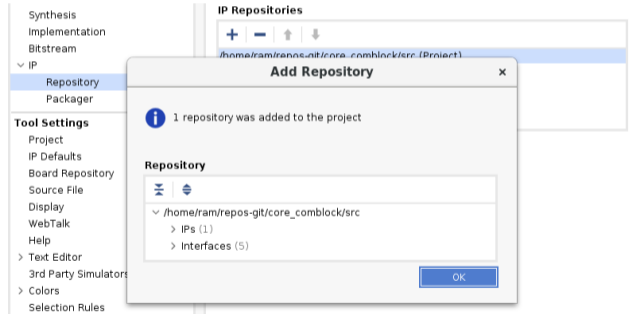 Synthesis
Implementation
Bitstream
IP
Repository
Packager
Tool Settings
Project
IP Defaults
Board Repository
Source File
Display
WebTalk
Help
Text Editor
3rd Party Simulators
Colors
Selection Rules
IP Repositories
/home/ram/repos-git/core_comblock/src (Project)
Add Repository
1 repository was added to the project
Repository
/home/ram/repos-git/core_comblock/src
IPs (1)
Interfaces (5)
OK